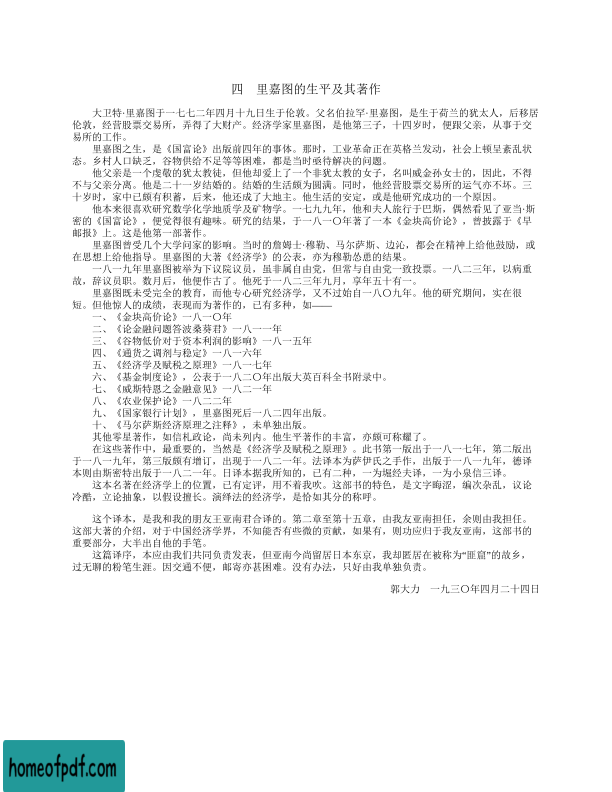 四 里嘉图的生平及其著作
大卫特·里嘉图于一七七二年四月十九日生于伦敦。父名伯拉罕·里嘉图，是生于荷兰的犹太人，后移居
伦敦，经营股票交易所，弄得了大财产。经济学家里嘉图，是他第三子，十四岁时，便跟父亲，从事于交
易所的工作。
里嘉图之生，是《国富论》出版前四年的事体。那时，工业革命正在英格兰发动，社会上顿呈紊乱状
态。乡村人口缺乏，谷物供给不足等等困难，都是当时亟待解决的问题。
他父亲是一个虔敬的犹太教徒，但他却爱上了一个非犹太教的女子，名叫威金孙女士的，因此，不得
不与父亲分离。他是二十一岁结婚的。结婚的生活颇为圆满。同时，他经营股票交易所的运气亦不坏。三
十岁时，家中已颇有积蓄，后来，他还成了大地主。他生活的安定，或是他研究成功的一个原因。
他本来很喜欢研究数学化学地质学及矿物学。一七九九年，他和夫人旅行于巴斯，偶然看见了亚当·斯
密的《国富论》，便觉得很有趣味。研究的结果，于一八一〇年著了一本《金块高价论》，曾披露于《早
邮报》上。这是他第一部著作。
里嘉图曾受几个大学问家的影响。当时的詹姆士·穆勒、马尔萨斯、边沁，都会在精神上给他鼓励，或
在思想上给他指导。里嘉图的大著《经济学》的公表，亦为穆勒怂恿的结果。
一八一九年里嘉图被举为下议院议员，虽非属自由党，但常与自由党一致投票。一八二三年，以病重
故，辞议员职。数月后，他便作古了。他死于一八二三年九月，享年五十有一。
里嘉图既未受完全的教育，而他专心研究经济学，又不过始自一八〇九年。他的研究期间，实在很
短。但他惊人的成绩，表现而为著作的，已有多种，如——
一、《金块高价论》一八一〇年
二、《论金融问题答波桑葵君》一八一一年
三、《谷物低价对于资本利润的影响》一八一五年
四、《通货之调剂与稳定》一八一六年
五、《经济学及赋税之原理》一八一七年
六、《基金制度论》，公表于一八二〇年出版大英百科全书附录中。
七、《威斯特恩之金融意见》一八二一年
八、《农业保护论》一八二二年
九、《国家银行计划》，里嘉图死后一八二四年出版。
十、《马尔萨斯经济原理之注释》，未单独出版。
其他零星著作，如信札政论，尚未列内。他生平著作的丰富，亦颇可称耀了。
在这些著作中，最重要的，当然是《经济学及赋税之原理》。此书第一版出于一八一七年，第二版出
于一八一九年，第三版颇有增订，出现于一八二一年。法译本为萨伊氏之手作，出版于一八一九年，德译
本则由斯密特出版于一八二一年。日译本据我所知的，已有二种，一为堀经夫译，一为小泉信三译。
这本名著在经济学上的位置，已有定评，用不着我吹。这部书的特色，是文字晦涩，编次杂乱，议论
冷酷，立论抽象，以假设擅长。演绎法的经济学，是恰如其分的称呼。
这个译本，是我和我的朋友王亚南君合译的。第二章至第十五章，由我友亚南担任，余则由我担任。
这部大著的介绍，对于中国经济学界，不知能否有些微的贡献，如果有，则功应归于我友亚南，这部书的
重要部分，大半出自他的手笔。
这篇译序，本应由我们共同负责发表，但亚南今尚留居日本东京，我却匿居在被称为“匪窟”的故乡，
过无聊的粉笔生涯。因交通不便，邮寄亦甚困难。没有办法，只好由我单独负责。
郭大力 一九三〇年四月二十四日
homeofpdf.com